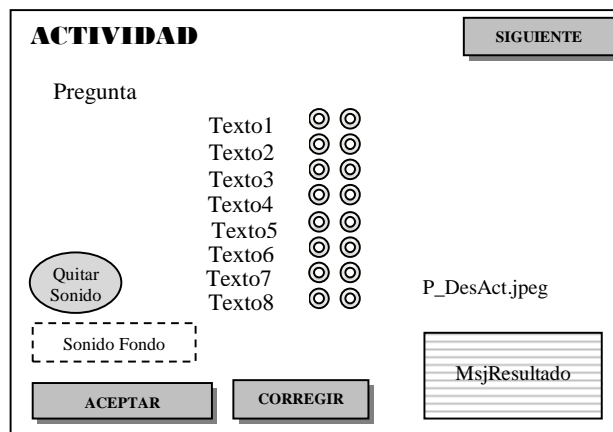 ACTIVIDAD
SIGUIENTE
Pregunta
Texto1
Texto2
Texto3
Texto4
Texto5
Texto6
Texto7
Texto8
Quitar
Sonido
P_DesAct.jpeg
Sonido Fondo
MsjResultado
ACEPTAR
CORREGIR